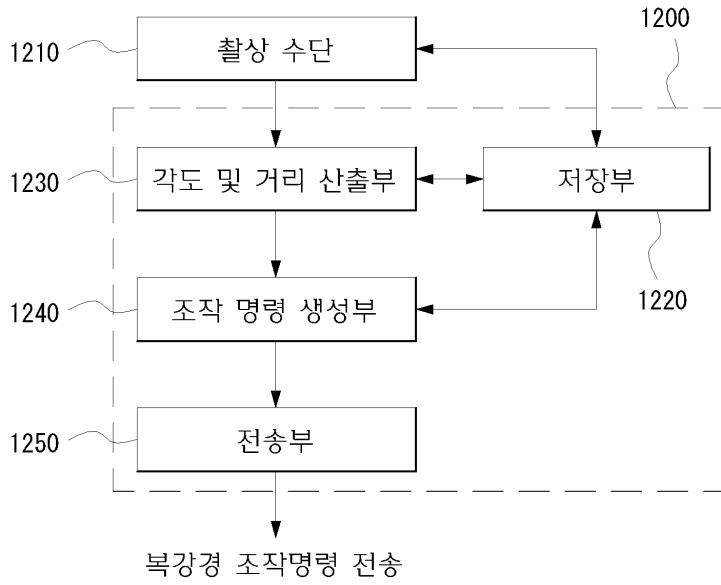 1200
1210 촬상 수단
1230 각도 및 거리 산출부 저장부
1220
1240 조작 명령 생성부
1250 전송부
복강경 조작명령 전송